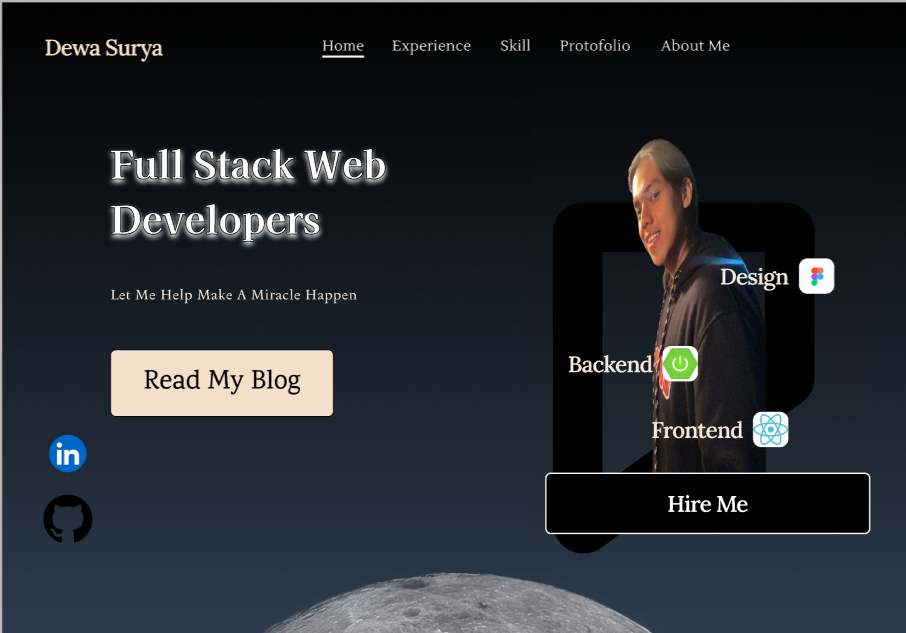 Dewa Surya
Home Experience Skill Protofolio About Me
Full Stack Web
Developers
Let Me Help Make A Miracle Happen
Read My Blog
in
Design
Backend
Frontend
Hire Me